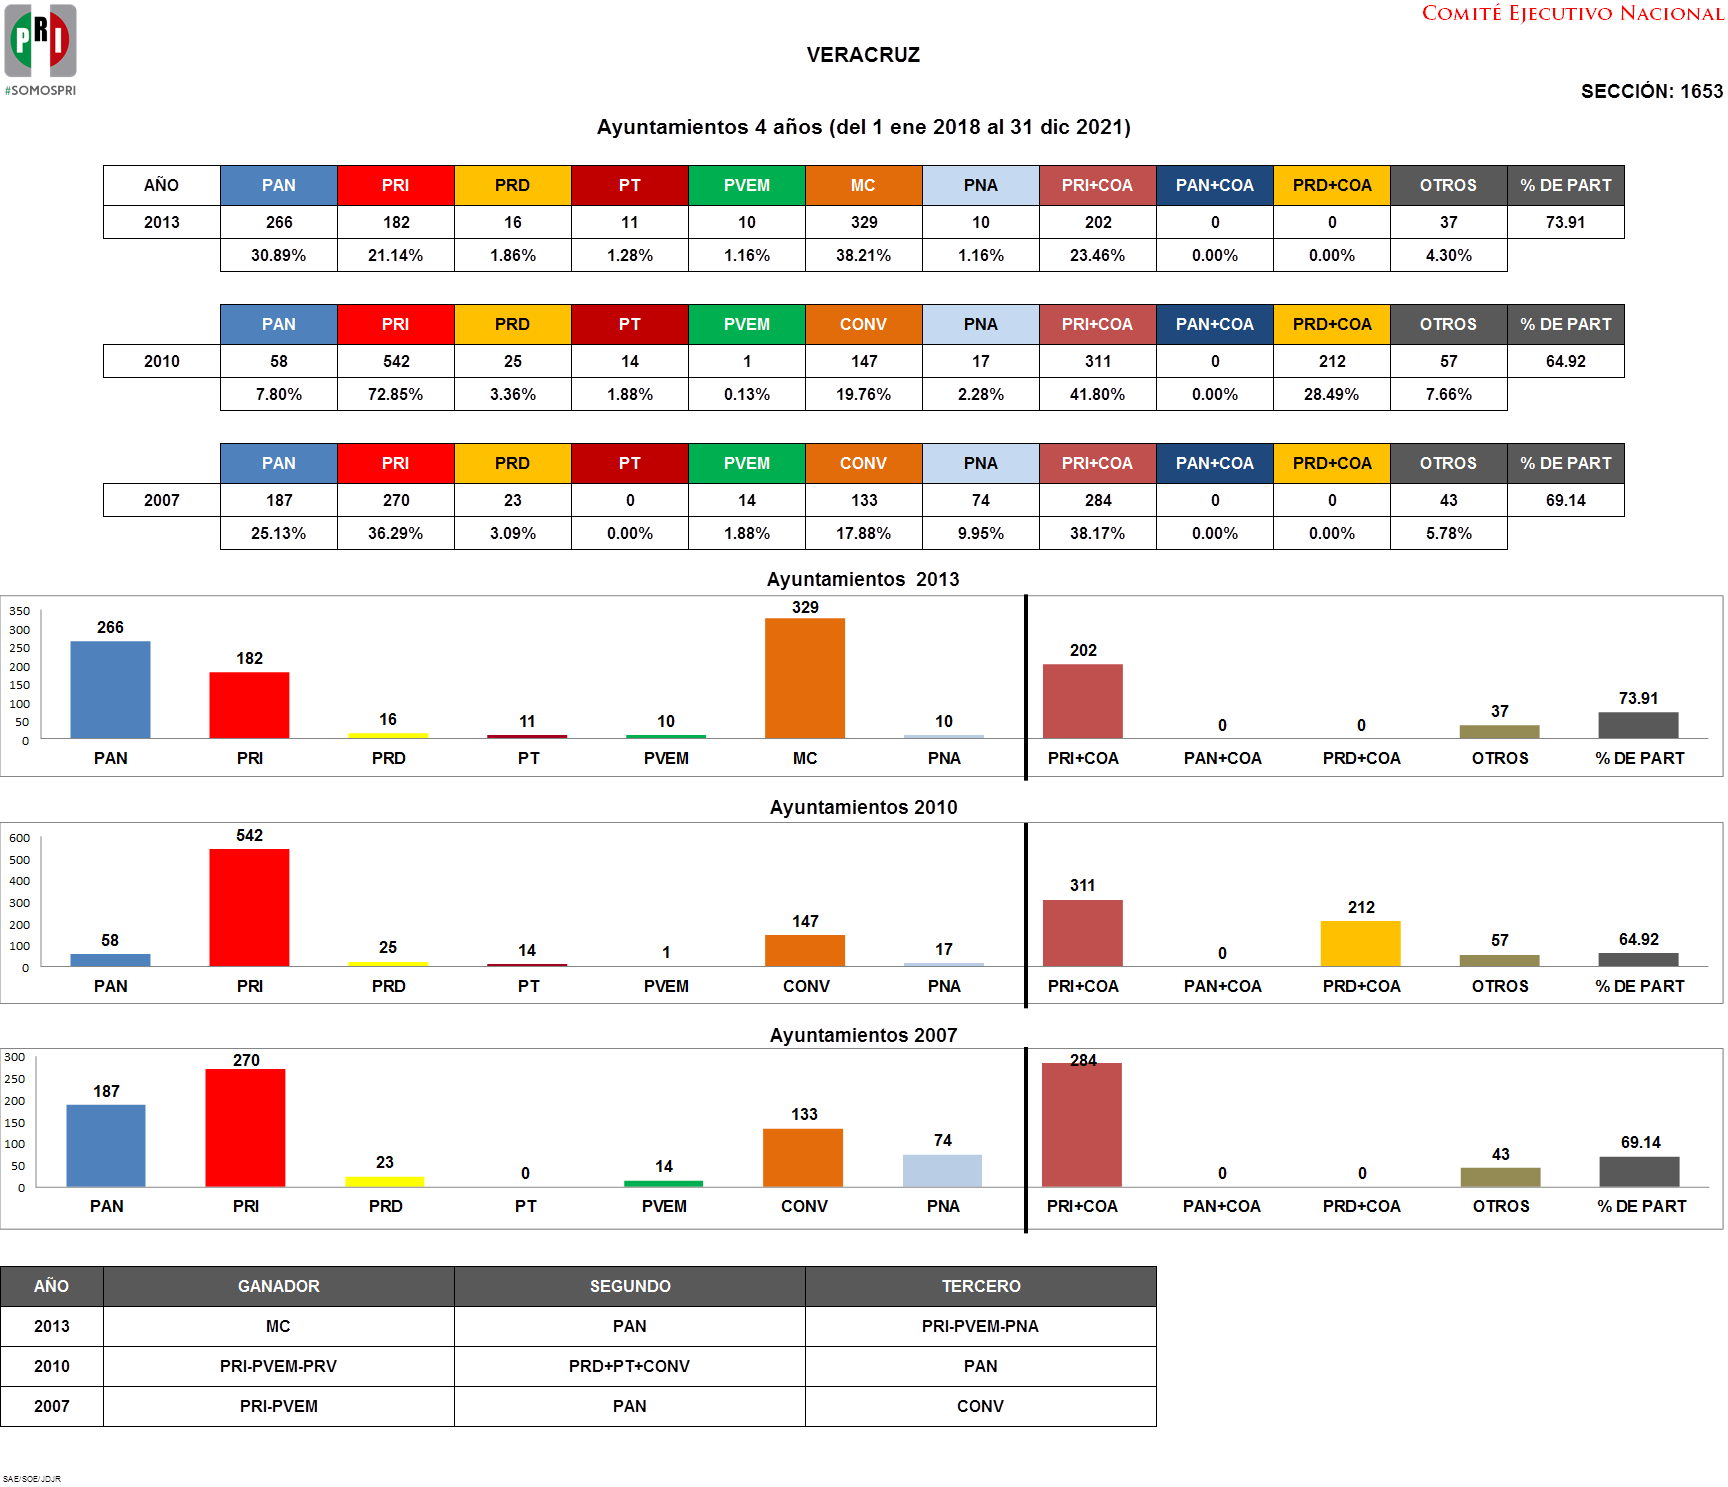 PRI
#SOMOSPRI
COMITÉ EJECUTIVO NACIONAL
VERACRUZ
SECCIÓN: 1653
Ayuntamientos 4 años (del 1 ene 2018 al 31 dic 2021)
AÑO PAN PRI PRD PT PVEM MC PNA PRI+COA PAN+COA PRD+COA OTROS % DE PART
2013 266 182 16 11 10 329 10 202 0 0 37 73.91
30.89% 21.14% 1.86% 1.28% 1.16% 38.21% 1.16% 23.46% 0.00% 0.00% 4.30%
PAN PRI PRD PT PVEM CONV PNA PRI+COA PAN+COA PRD+COA OTROS % DE PART
2010 58 542 25 14 1 147 17 311 0 212 57 64.92
7.80% 72.85% 3.36% 1.88% 0.13% 19.76% 2.28% 41.80% 0.00% 28.49% 7.66%
PAN PRI PRD PT PVEM CONV PNA PRI+COA PAN+COA PRD+COA OTROS % DE PART
2007 187 270 23 0 14 133 74 284 0 0 43 69.14
25.13% 36.29% 3.09% 0.00% 1.88% 17.88% 9.95% 38.17% 0.00% 0.00% 5.78%
Ayuntamientos 2013
350
300
250
200
150
100
50
0
266 182 16 11 10 329 10 202 0 0 37 73.91
PAN PRI PRD PT PVEM MC PNA PRI+COA PAN+COA PRD+COA OTROS % DE PART
Ayuntamientos 2010
600
500
400
300
200
100
0
58 542 25 14 1 147 17 311 0 212 57 64.92
PAN PRI PRD PT PVEM CONV PNA PRI+COA PAN+COA PRD+COA OTROS % DE PART
Ayuntamientos 2007
300
250
200
150
100
50
0
187 270 23 0 14 133 74 284 0 0 43 69.14
PAN PRI PRD PT PVEM CONV PNA PRI+COA PAN+COA PRD+COA OTROS % DE PART
AÑO GANADOR SEGUNDO TERCERO
2013 MC PAN PRI-PVEM-PNA
2010 PRI-PVEM-PRV PRD+PT+CONV PAN
2007 PRI-PVEM PAN CONV
SAE/SOE/JDJR